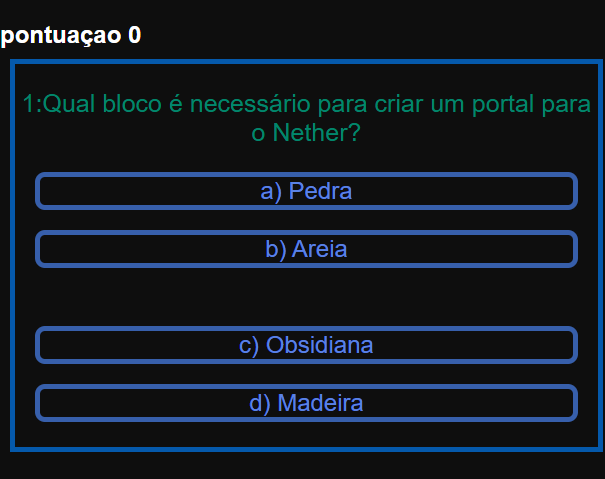 pontuaçao 0
1:Qual bloco é necessário para criar um portal para
o Nether?
a) Pedra
b) Areia
c) Obsidiana
d) Madeira